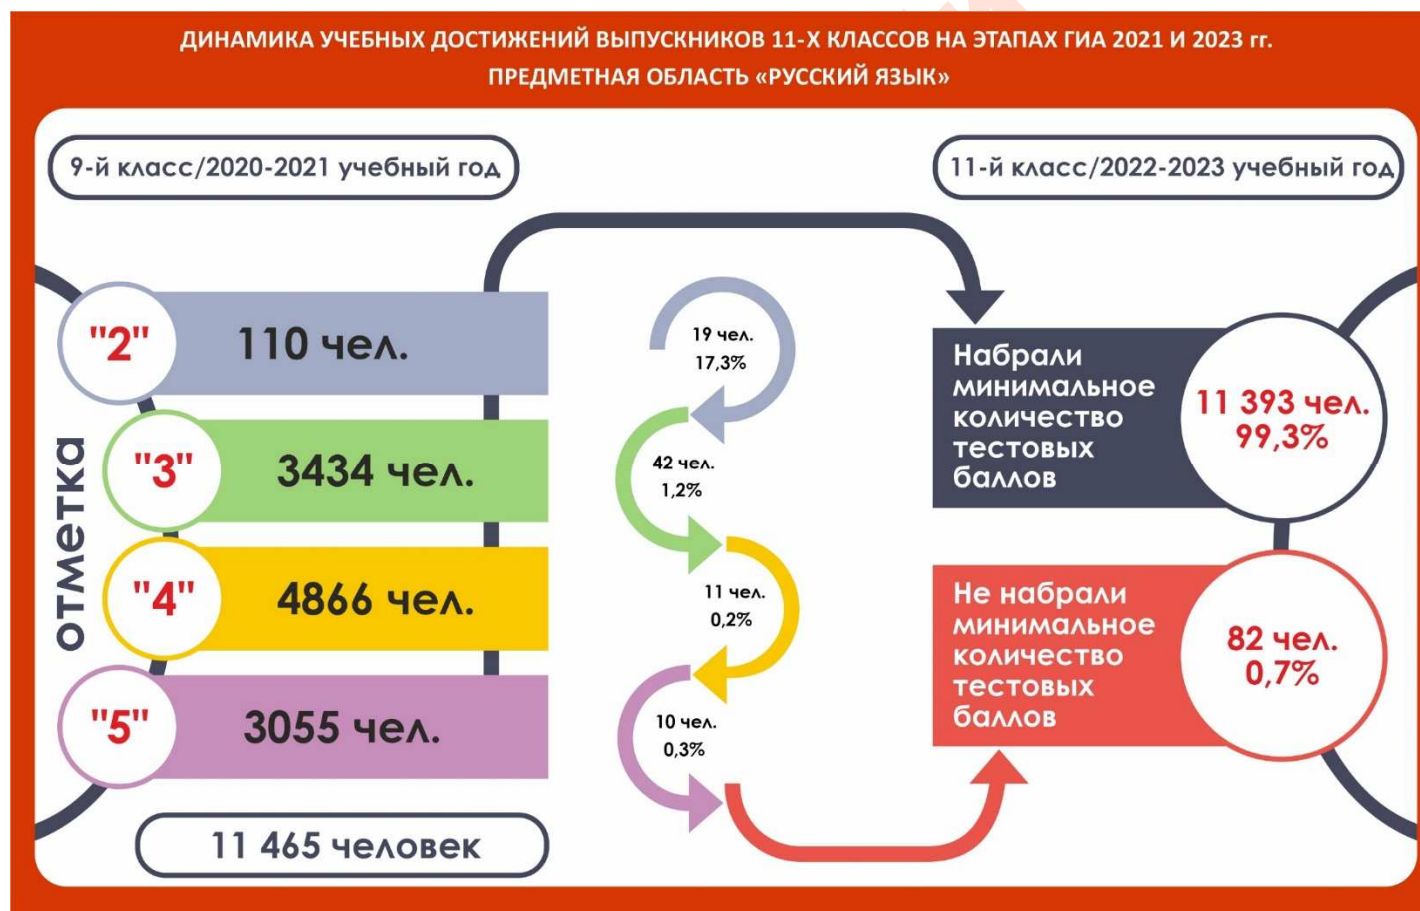 ДИНАМИКА УЧЕБНЫХ ДОСТИЖЕНИЙ ВЫПУСКНИКОВ 11-Х КЛАССОВ НА ЭТАПАХ ГИА 2021 И 2023 гг.
ПРЕДМЕТНАЯ ОБЛАСТЬ «РУССКИЙ ЯЗЫК»
9-й класс/2020-2021 учебный год
11-й класс/2022-2023 учебный год
отметка
"2"
110 чел.
"3"
3434 чел.
"4"
4866 чел.
"5"
3055 чел.
11 465 человек
19 чел.
17,3%
42 чел.
1,2%
11 чел.
0,2%
10 чел.
0,3%
Набрали
минимальное
количество
тестовых
баллов
11 393 чел.
99,3%
Не набрали
минимальное
количество
тестовых
баллов
82 чел.
0,7%